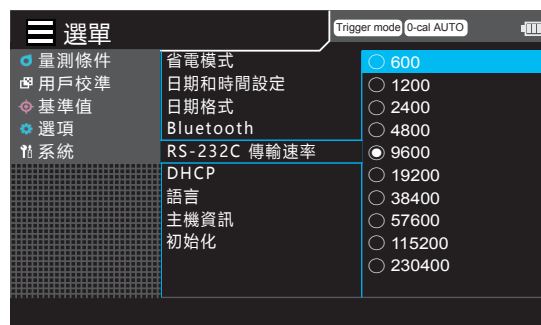 選單
Trigger mode 0-cal AUTO
量測條件
用戶校準
基準值
選項
系統
省電模式
日期和時間設定
日期格式
Bluetooth
RS-232C 傳輸速率
DHCP
語言
主機資訊
初始化
600
1200
2400
4800
9600
19200
38400
57600
115200
230400